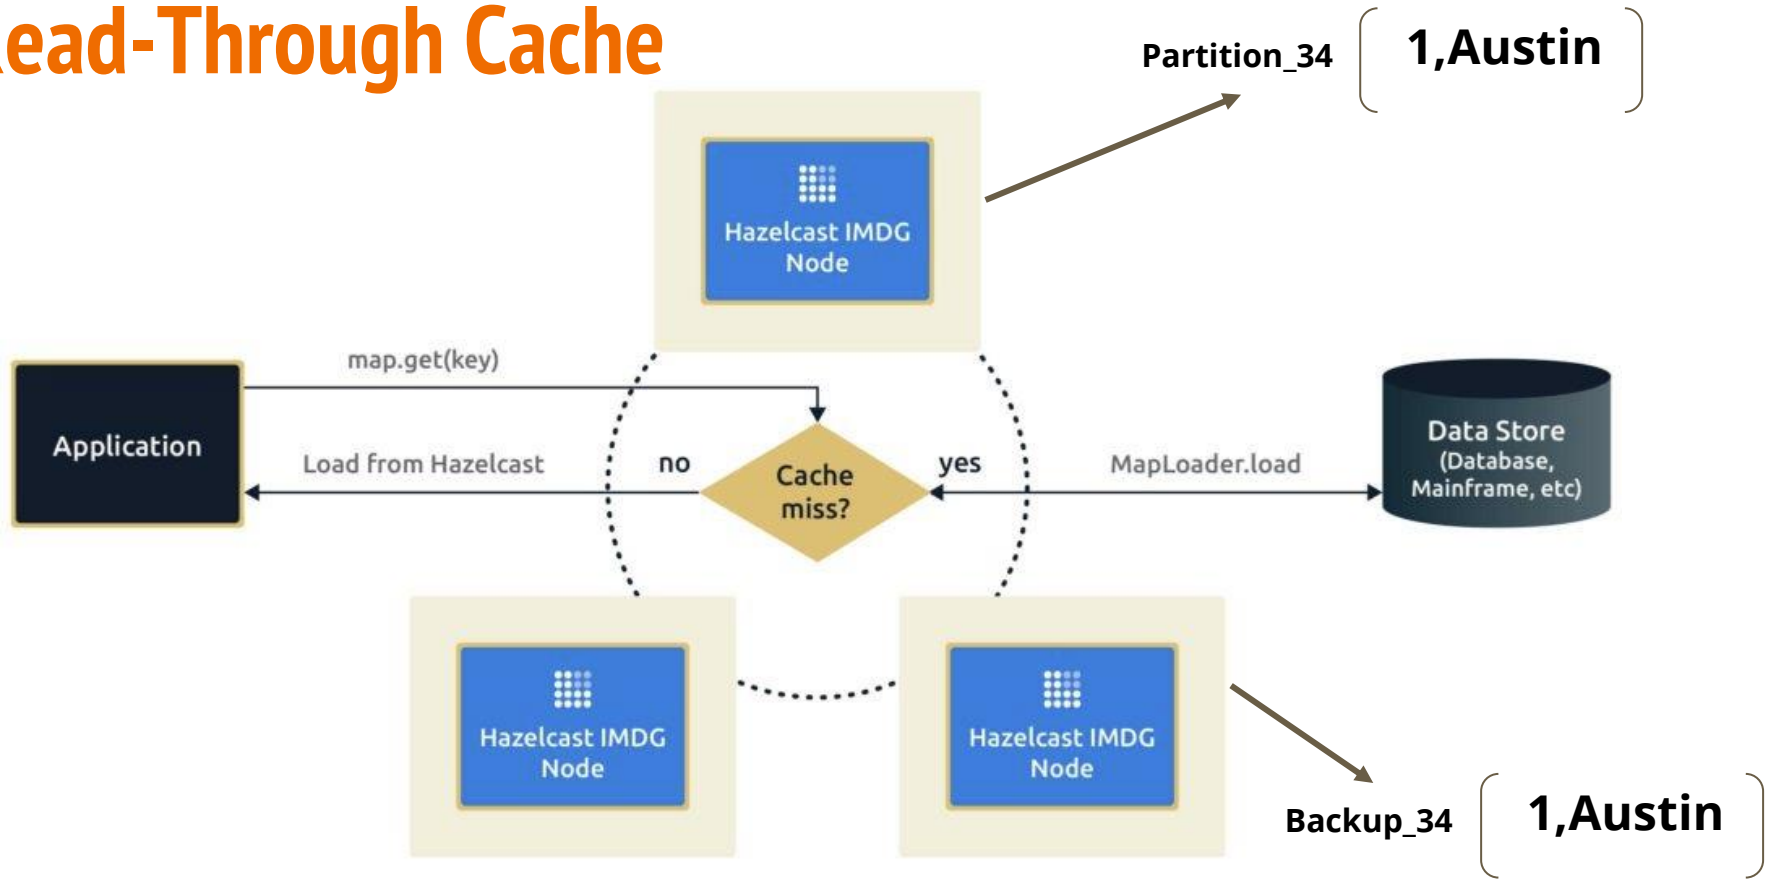 ead-Through Cache
Partition_34
1,Austin
Hazelcast IMDG
Node
map.get(key)
Application
Load from Hazelcast
no
Cache
miss?
yes
MapLoader.load
Data Store
(Database,
Mainframe, etc)
Hazelcast IMDG
Node
Hazelcast IMDG
Node
Backup_34
1,Austin